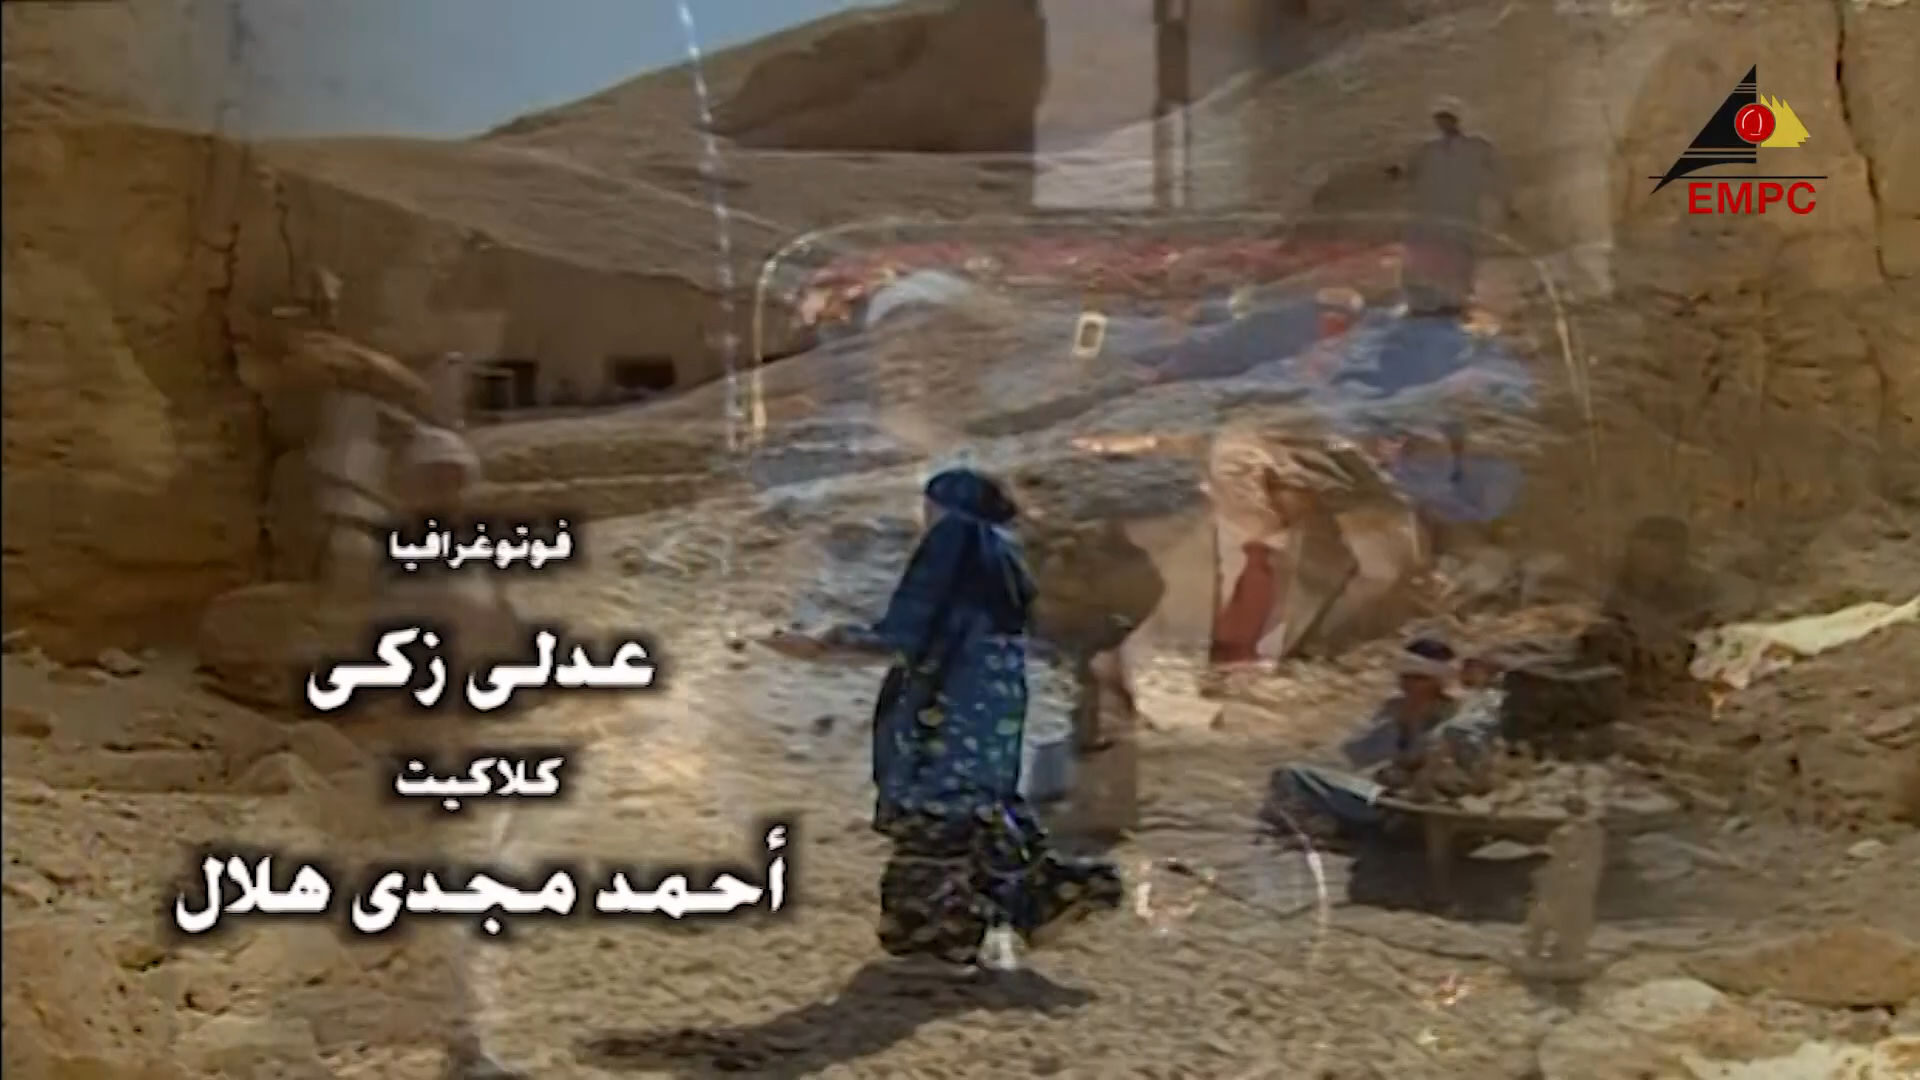 EMPC
فوتوغرافيا
عدلى زكى
كلاكيت
أحمد مجدى هلال